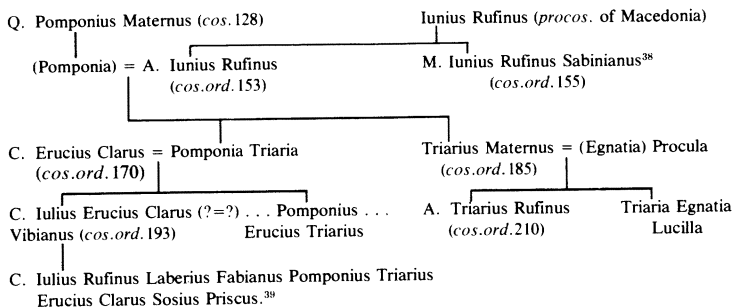 Q. Pomponius Maternus (cos. 128) Iunius Rufinus (procos. of Macedonia)
(Pomponia) = A. Iunius Rufinus M. Iunius Rufinus Sabinianus³⁸
(cos.ord. 153) (cos.ord. 155)
C. Erucius Clarus = Pomponia Triaria Triarius Maternus = (Egnatia) Procula
(cos.ord. 170) (cos.ord. 185)
C. Iulius Erucius Clarus (?=?) . . . Pomponius . . . A. Triarius Rufinus Triaria Egnatia
Vibianus (cos.ord. 193) Erucius Triarius (cos.ord. 210) Lucilla
C. Iulius Rufinus Laberius Fabianus Pomponius Triarius
Erucius Clarus Sosius Priscus.³⁹